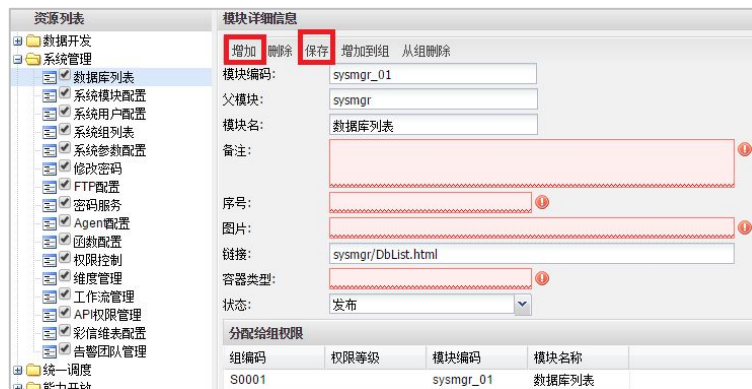 资源列表
数据开发
系统管理
数据库列表
系统模块配置
系统用户配置
系统组列表
系统参数配置
修改密码
FTP配置
密码服务
Agent配置
函数配置
权限控制
维度管理
工作流管理
API权限管理
彩信维表配置
告警团队管理
统一调度
能力开放
模块详细信息
增加 删除 保存 增加到组 从组删除
模块编码: sysmgr_01
父模块: sysmgr
模块名: 数据库列表
备注:
序号:
图片:
链接: sysmgr/DbList.html
容器类型:
状态: 发布
分配给组权限
组编码 权限等级 模块编码 模块名称
S0001 sysmgr_01 数据库列表